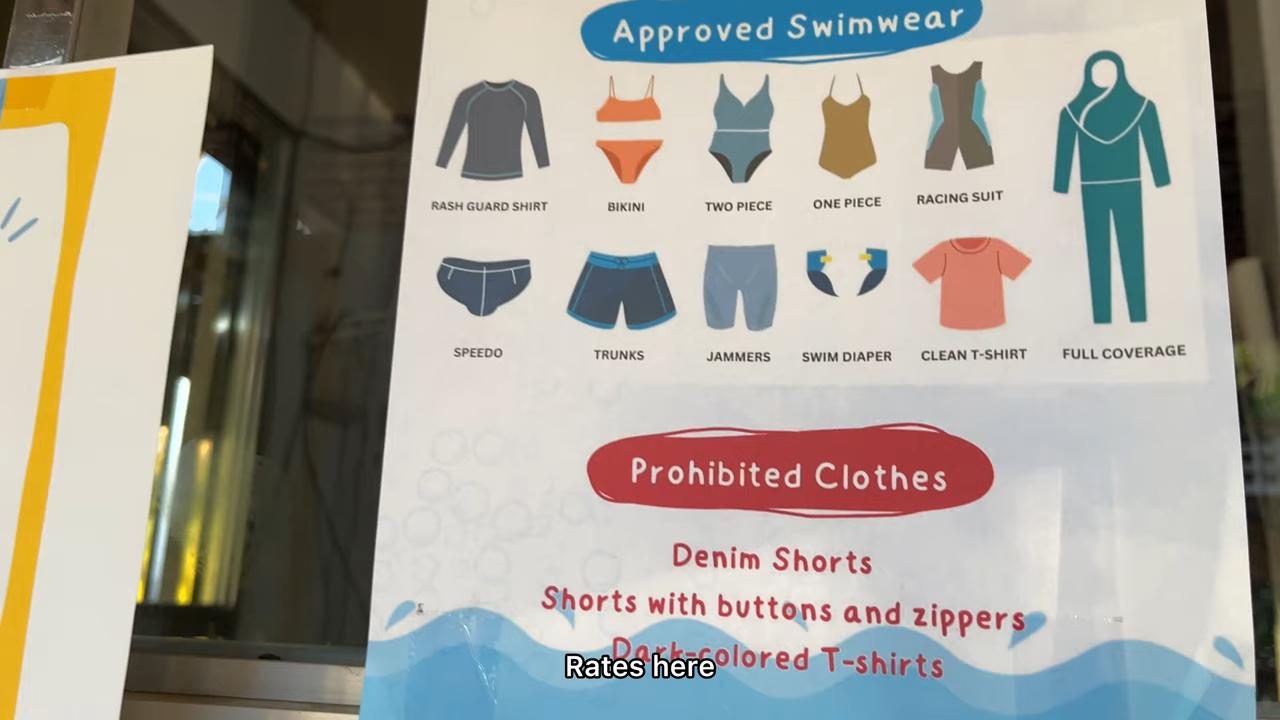 Approved Swimwear
RASH GUARD SHIRT
BIKINI
TWO PIECE
ONE PIECE
RACING SUIT
SPEEDO
TRUNKS
JAMMERS
SWIM DIAPER
CLEAN T-SHIRT
FULL COVERAGE
Prohibited Clothes
Denim Shorts
Shorts with buttons and zippers
Dark-colored T-shirts
Rates here